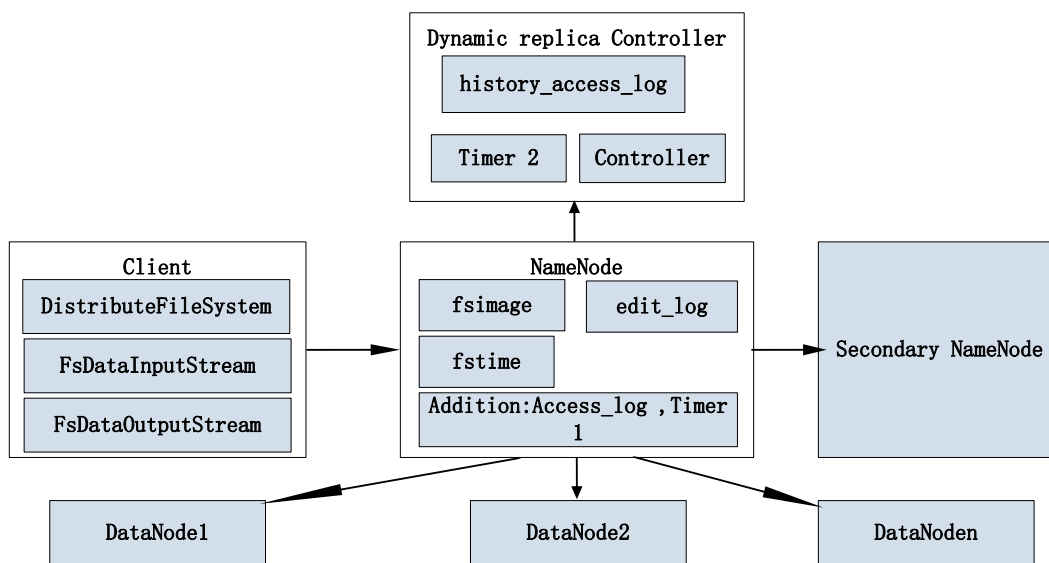 Dynamic replica Controller
history_access_log
Timer 2
Controller
Client
DistributeFileSystem
FsDataInputStream
FsDataOutputStream
NameNode
fsimage
edit_log
fstime
Addition:Access_log ,Timer
1
Secondary NameNode
DataNode1
DataNode2
DataNoden